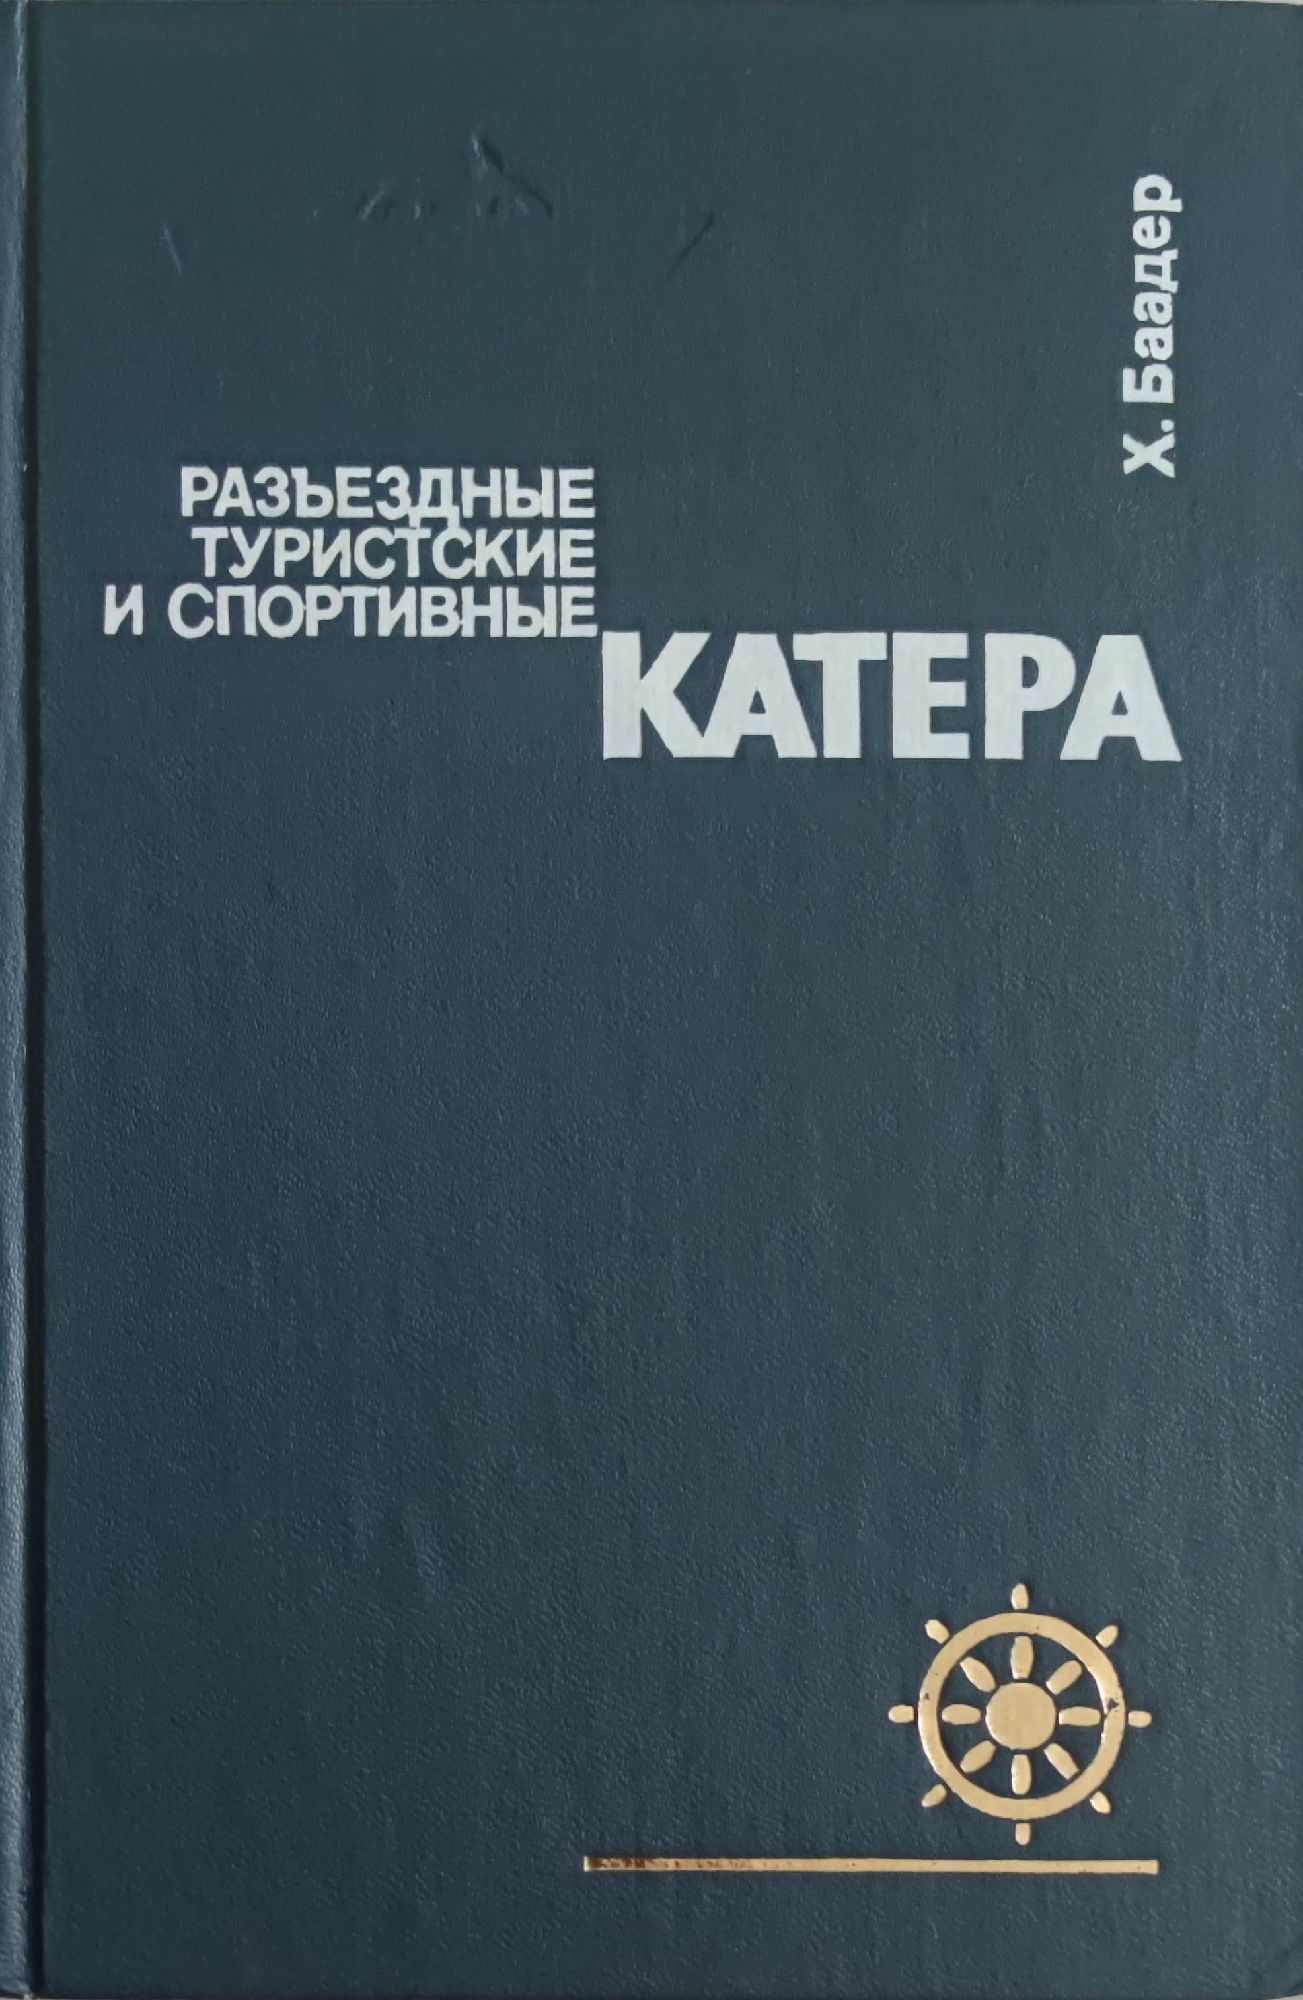 Х. Баадер
РАЗЪЕЗДНЫЕ
ТУРИСТСКИЕ
И СПОРТИВНЫЕ
КАТЕРА